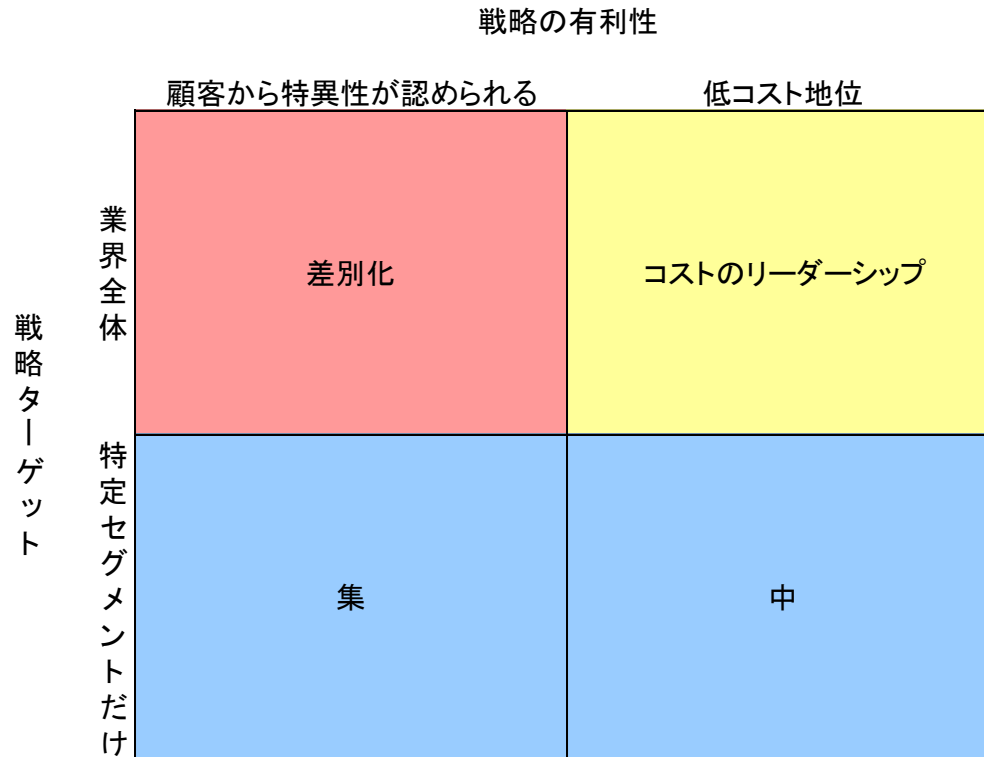 戦略の有利性
顧客から特異性が認められる
低コスト地位
戦略ターゲット
業界全体
差別化
コストのリーダーシップ
特定セグメントだけ
集
中